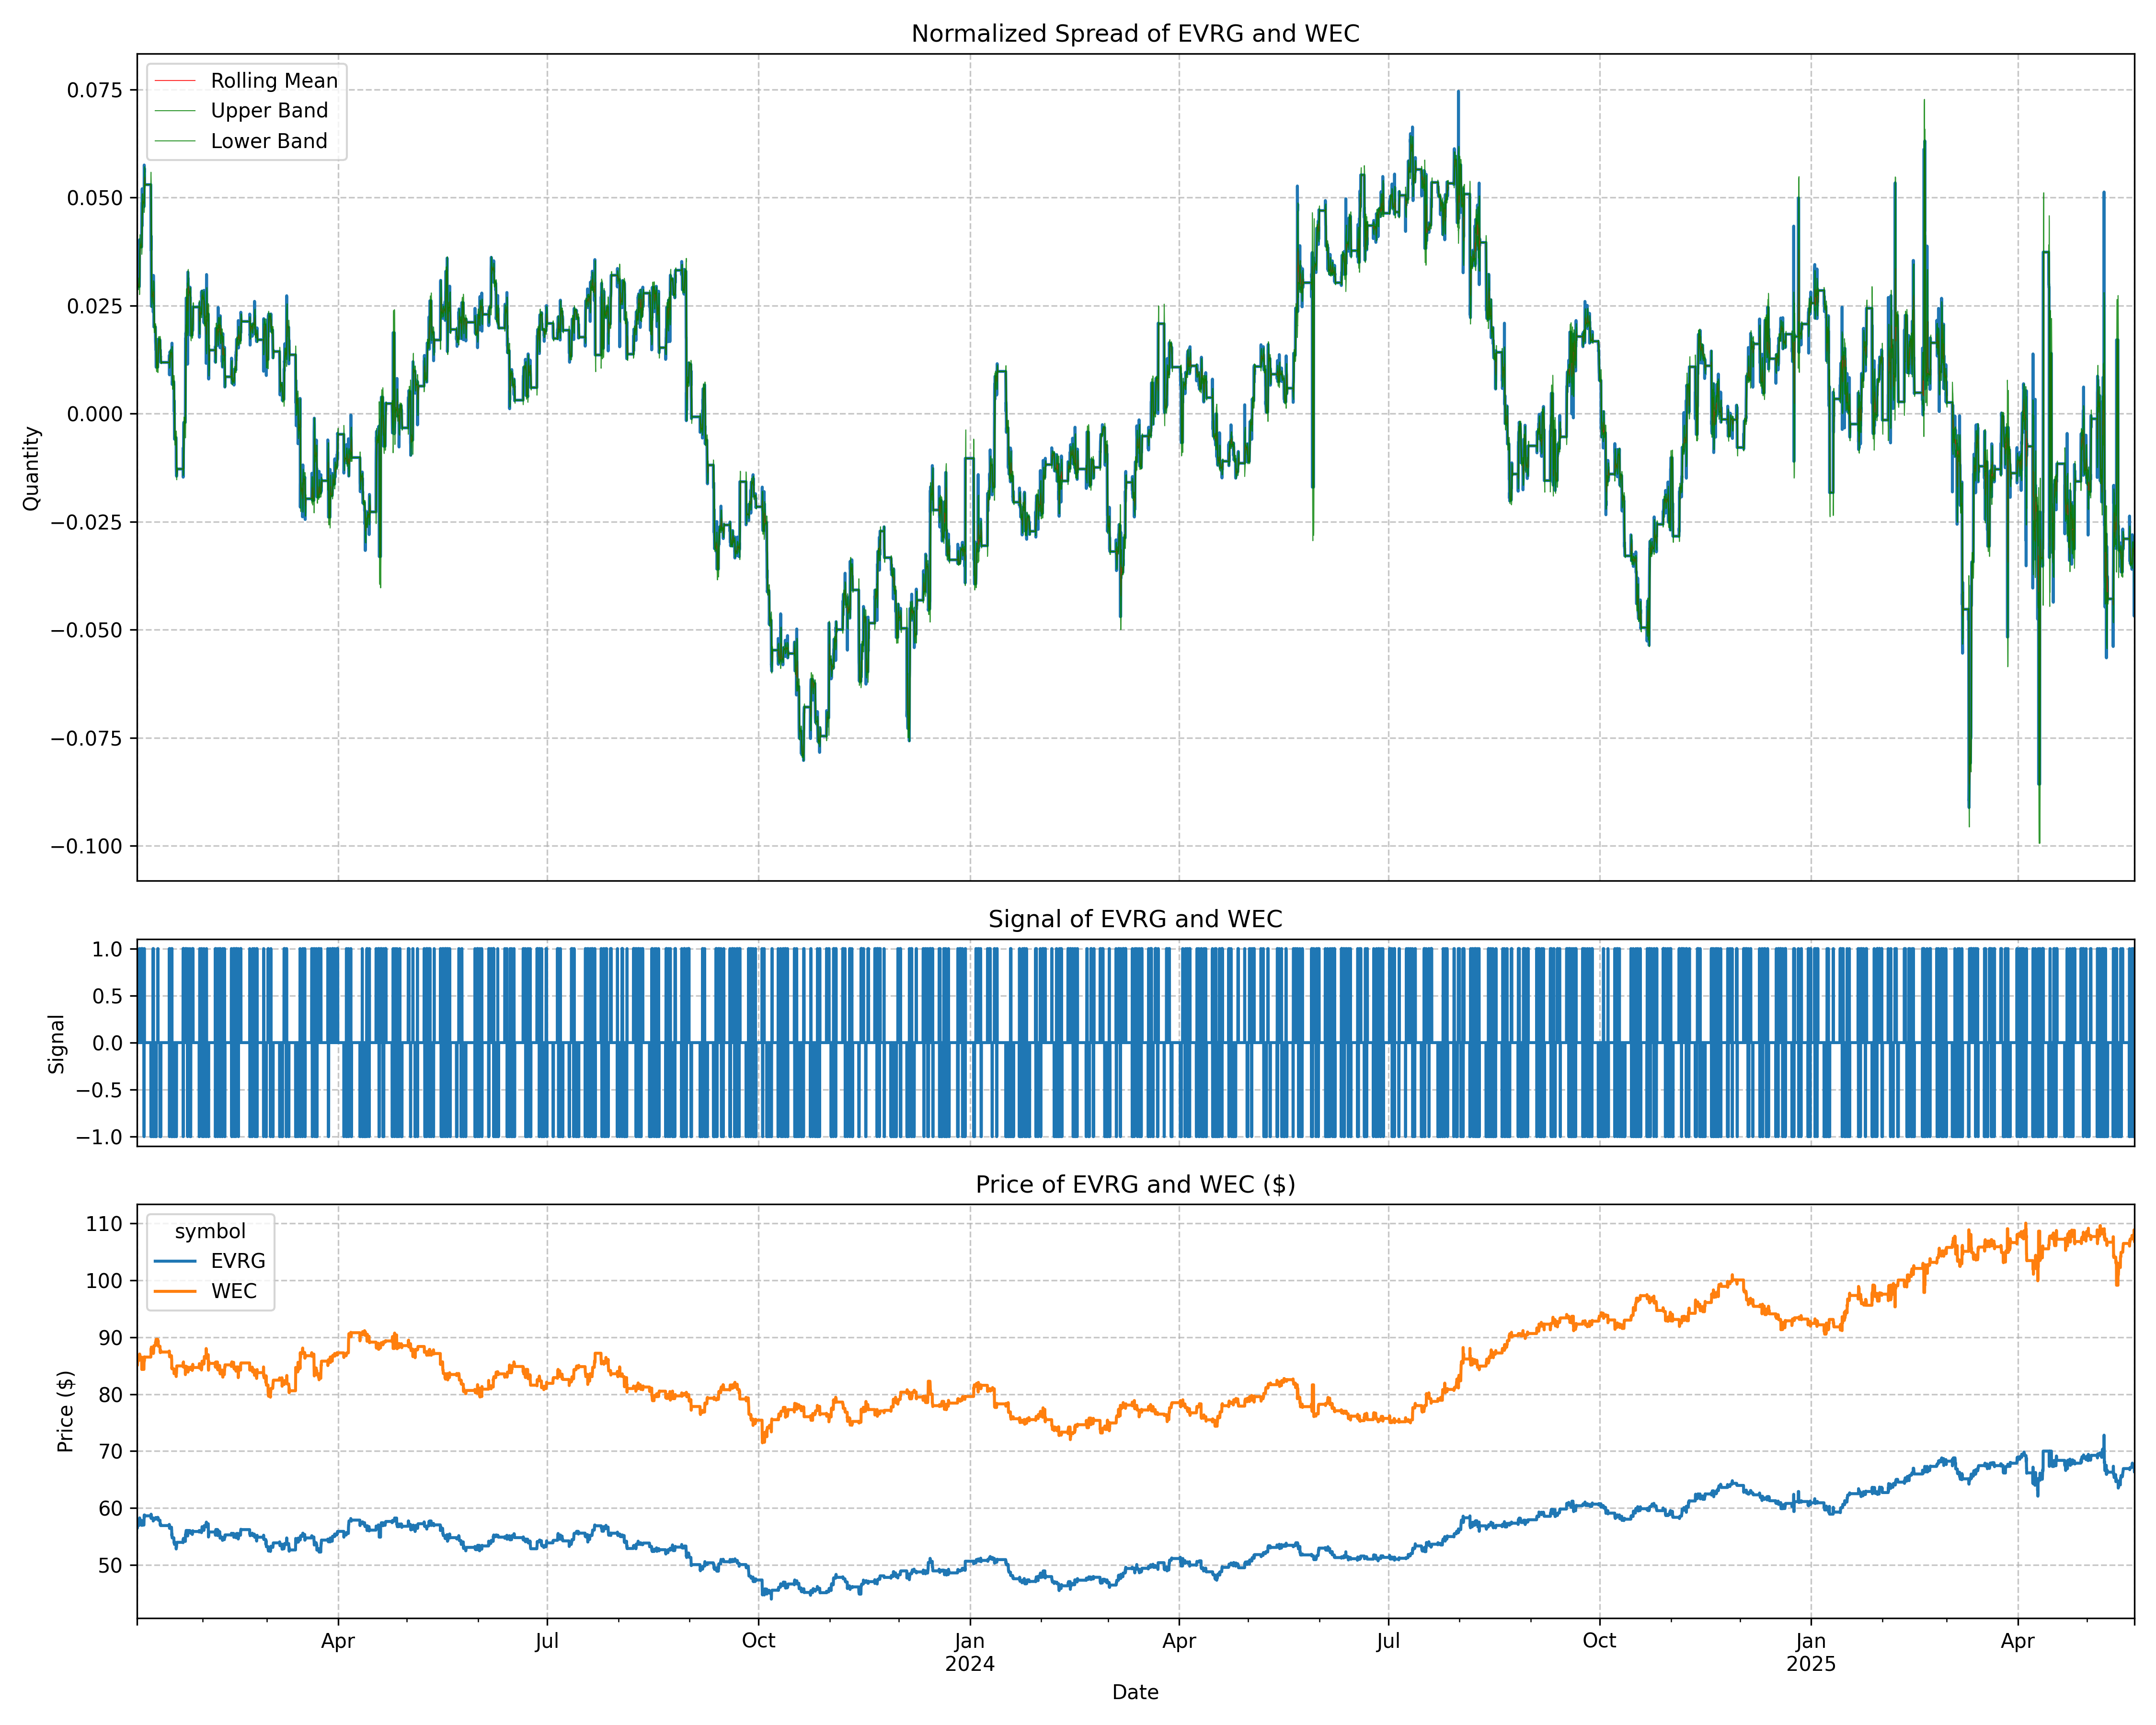 Normalized Spread of EVRG and WEC
Rolling Mean
Upper Band
Lower Band
0.075
0.050
0.025
0.000
−0.025
−0.050
−0.075
−0.100
Quantity
Signal of EVRG and WEC
1.0
0.5
0.0
−0.5
−1.0
Signal
Price of EVRG and WEC ($)
symbol
EVRG
WEC
110
100
90
80
70
60
50
Price ($)
Apr
Jul
Oct
Jan
2024
Apr
Jul
Oct
Jan
2025
Apr
Date